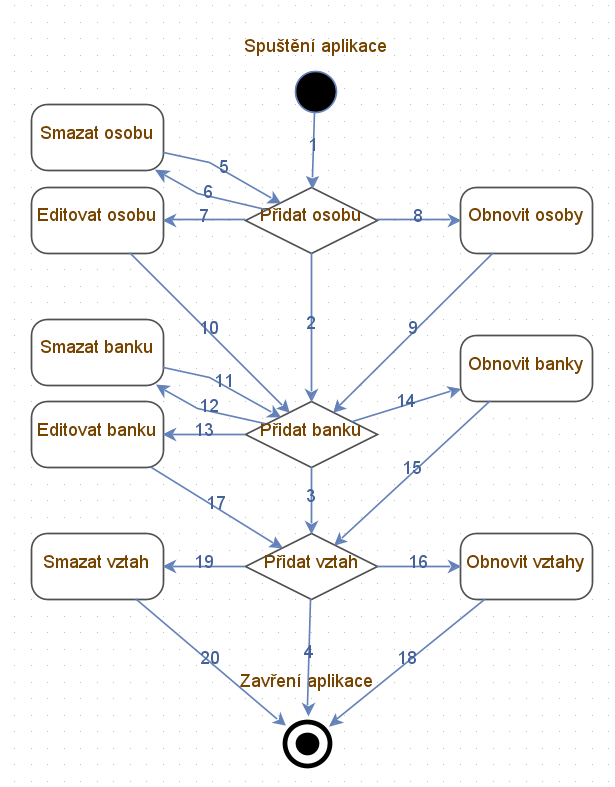 Spuštění aplikace
1
Smazat osobu
5
6
Editovat osobu
7
Přidat osobu
8
Obnovit osoby
10
2
9
Smazat banku
11
Obnovit banky
12
14
Editovat banku
13
Přidat banku
15
17
3
Smazat vztah
19
Přidat vztah
16
Obnovit vztahy
20
4
18
Zavření aplikace